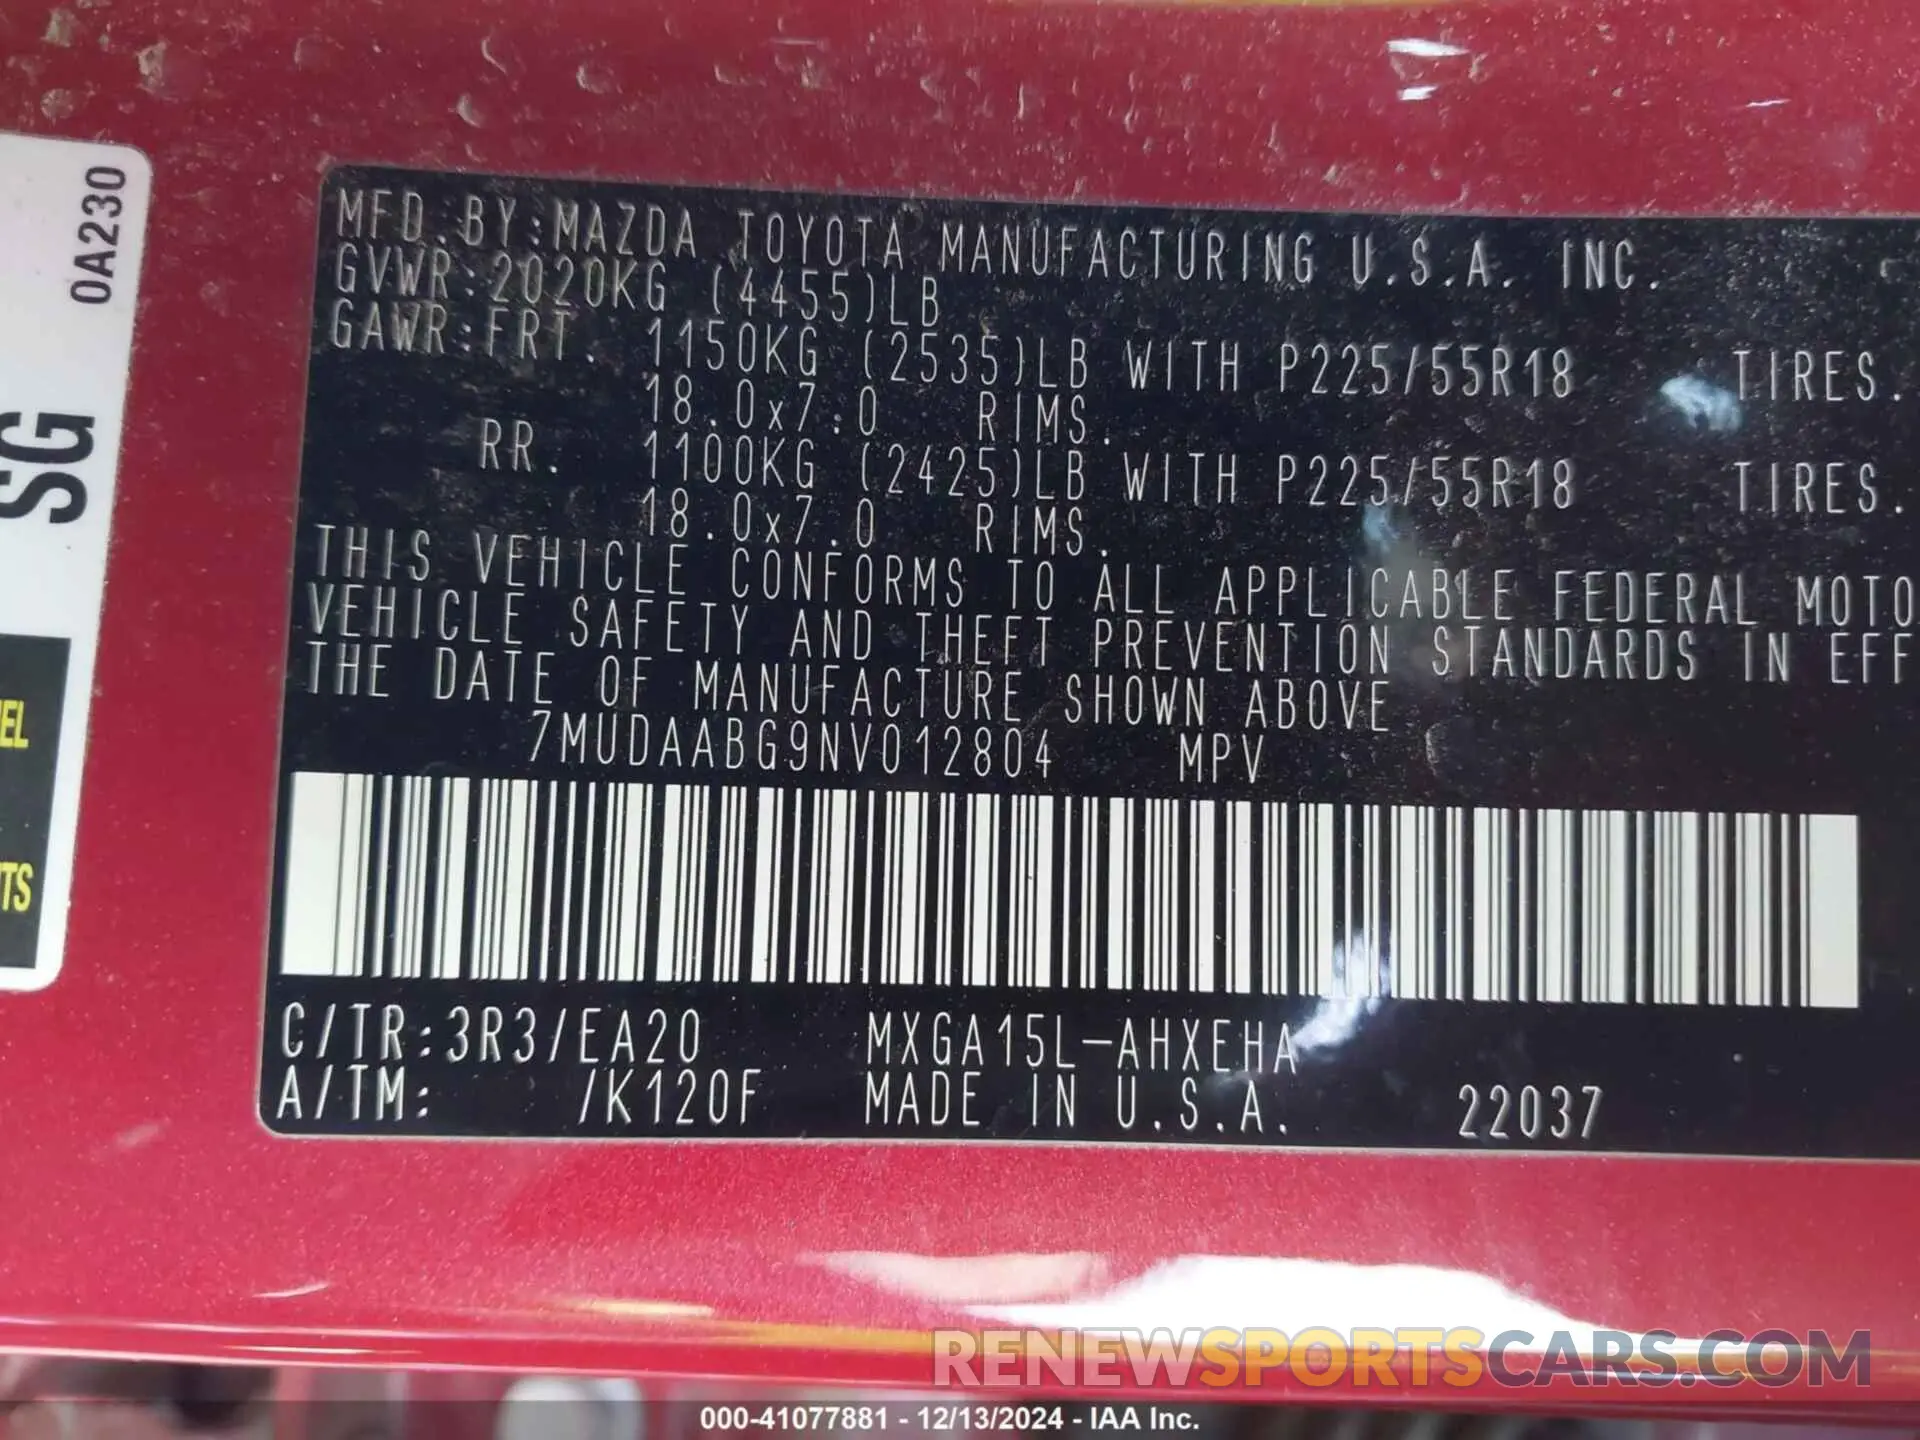 0A230
SG
EL
TS
MFD.BY:MAZDA TOYOTA MANUFACTURING U.S.A. INC.
GVWR:2020KG (4455)LB
GAWR:FRT. 1150KG (2535)LB WITH P225/55R18 TIRES.
18.0x7.0 RIMS.
RR. 1100KG (2425)LB WITH P225/55R18 TIRES.
18.0x7.0 RIMS.
THIS VEHICLE CONFORMS TO ALL APPLICABLE FEDERAL MOTO
VEHICLE SAFETY AND THEFT PREVENTION STANDARDS IN EFF
THE DATE OF MANUFACTURE SHOWN ABOVE
7MUDAABG9NV012804 MPV
C/TR:3R3/EA20 MXGA15L-AHXEHA
A/TM: /K120F MADE IN U.S.A. 22037
RENEWSPORTSCARS.COM
000-41077881 - 12/13/2024 - IAA Inc.